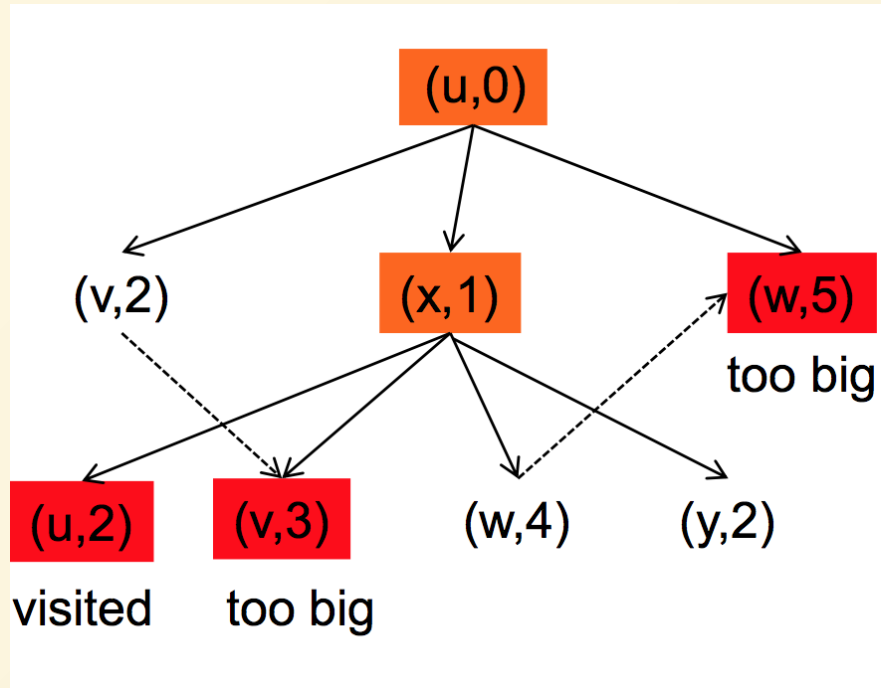 (u,0)
(v,2)
(x,1)
(w,5)
too big
(u,2)
(v,3)
(w,4)
(y,2)
visited
too big